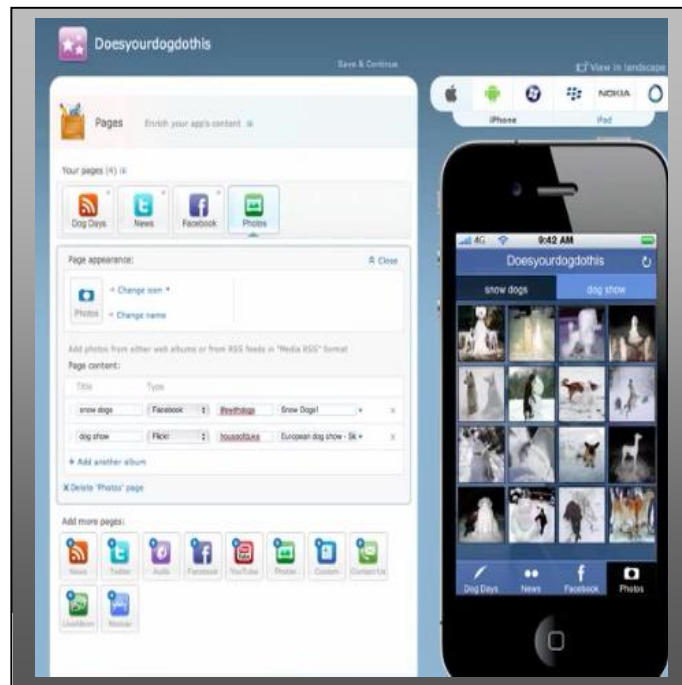 Doesyourdogdothis
Save & Continue
Pages
Enrich your app's content
Your pages (4)
Dog Days
News
Facebook
Photos
Page appearance:
Close
Photos
Change icon
Change name
Add photos from either web albums or from RSS feeds in "Media RSS" format
Page content:
Title
Type
snow dogs
Facebook
Snow Dogs1
dog show
Flickr
European dog show - Sk
+ Add another album
X Delete 'Photos' page
Add more pages:
News
Twitter
Audio
Facebook
YouTube
Photos
Custom
Contact Us
View in landscape
NOKIA
iPhone
iPad
4G
9:42 AM
Doesyourdogdothis
snow dogs
dog show
Dog Days
News
Facebook
Photos